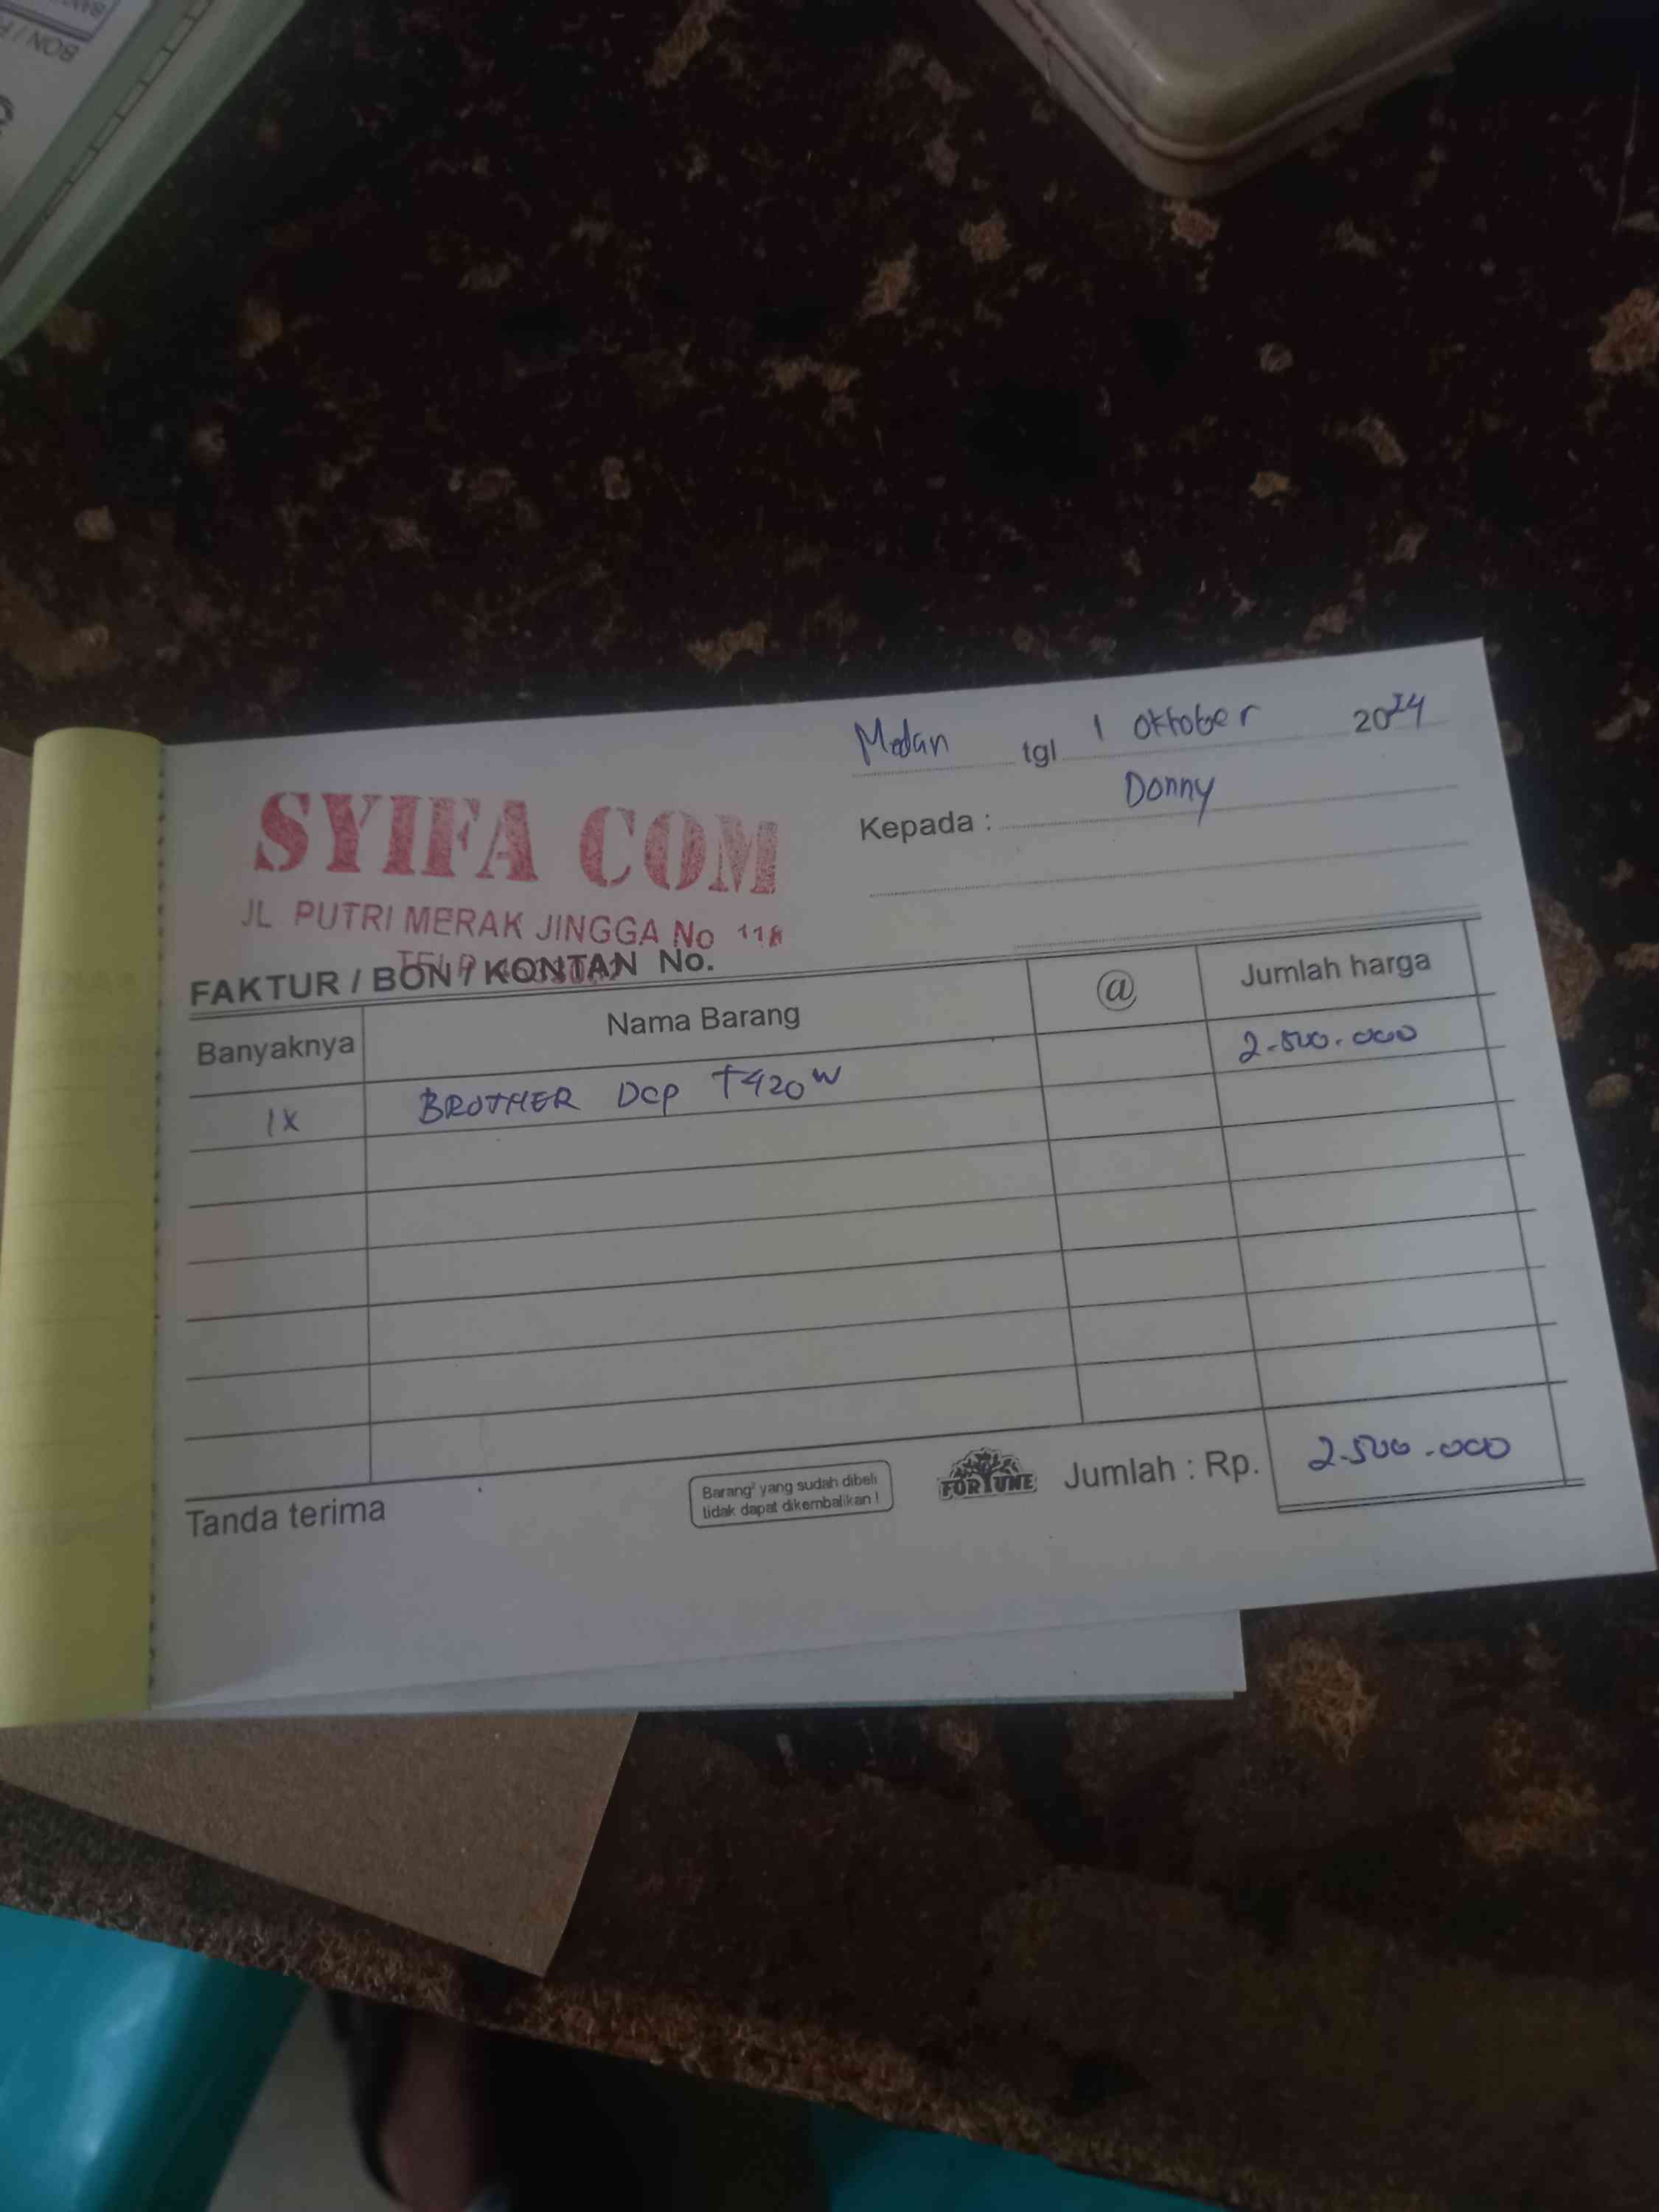 BON /
Medan tgl 1 Oktober 2024
SYIFA COM
Kepada : Donny
JL PUTRI MERAK JINGGA No 118
FAKTUR / BON / KONTAN No.
Banyaknya Nama Barang @ Jumlah harga
1X BROTHER DCP T420W 2.500.000
Tanda terima
Barang² yang sudah dibeli
tidak dapat dikembalikan !
FORTUNE
Jumlah : Rp. 2.500.000